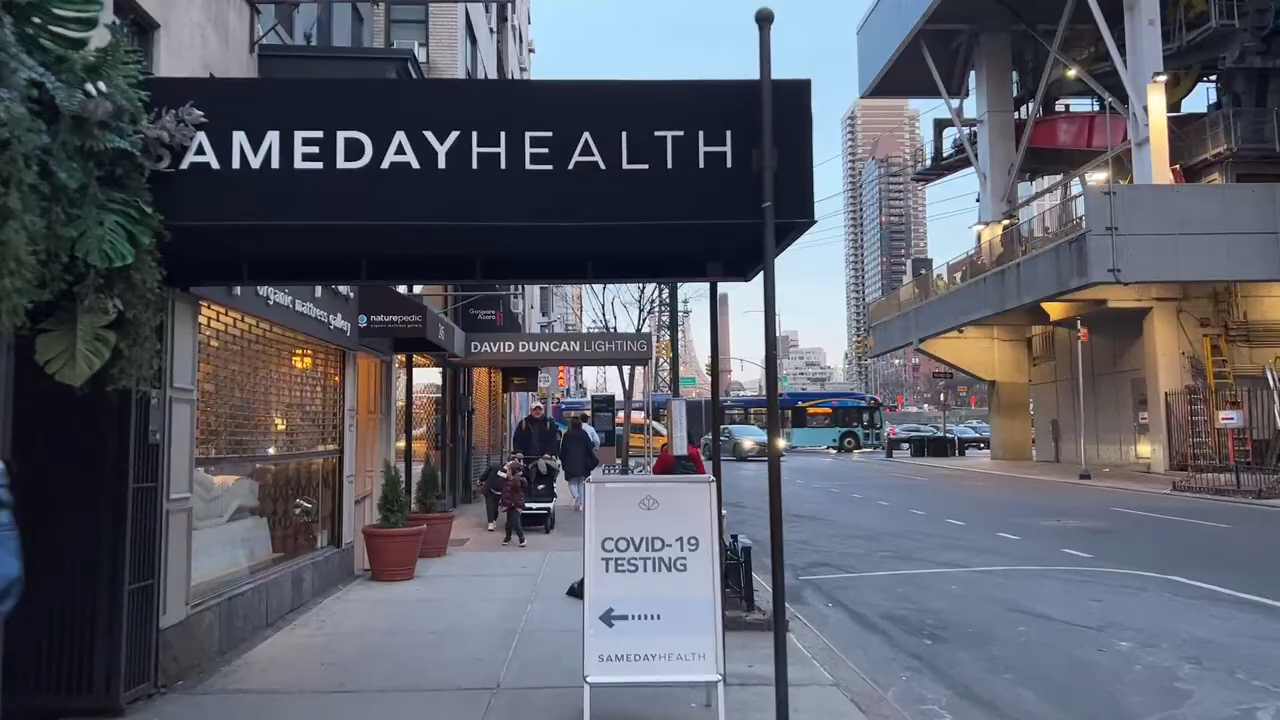 SAMEDAYHEALTH
organic mattress gallery
naturepedic
organic mattress gallery
DAVID DUNCAN LIGHTING
COVID-19
TESTING
SAMEDAYHEALTH